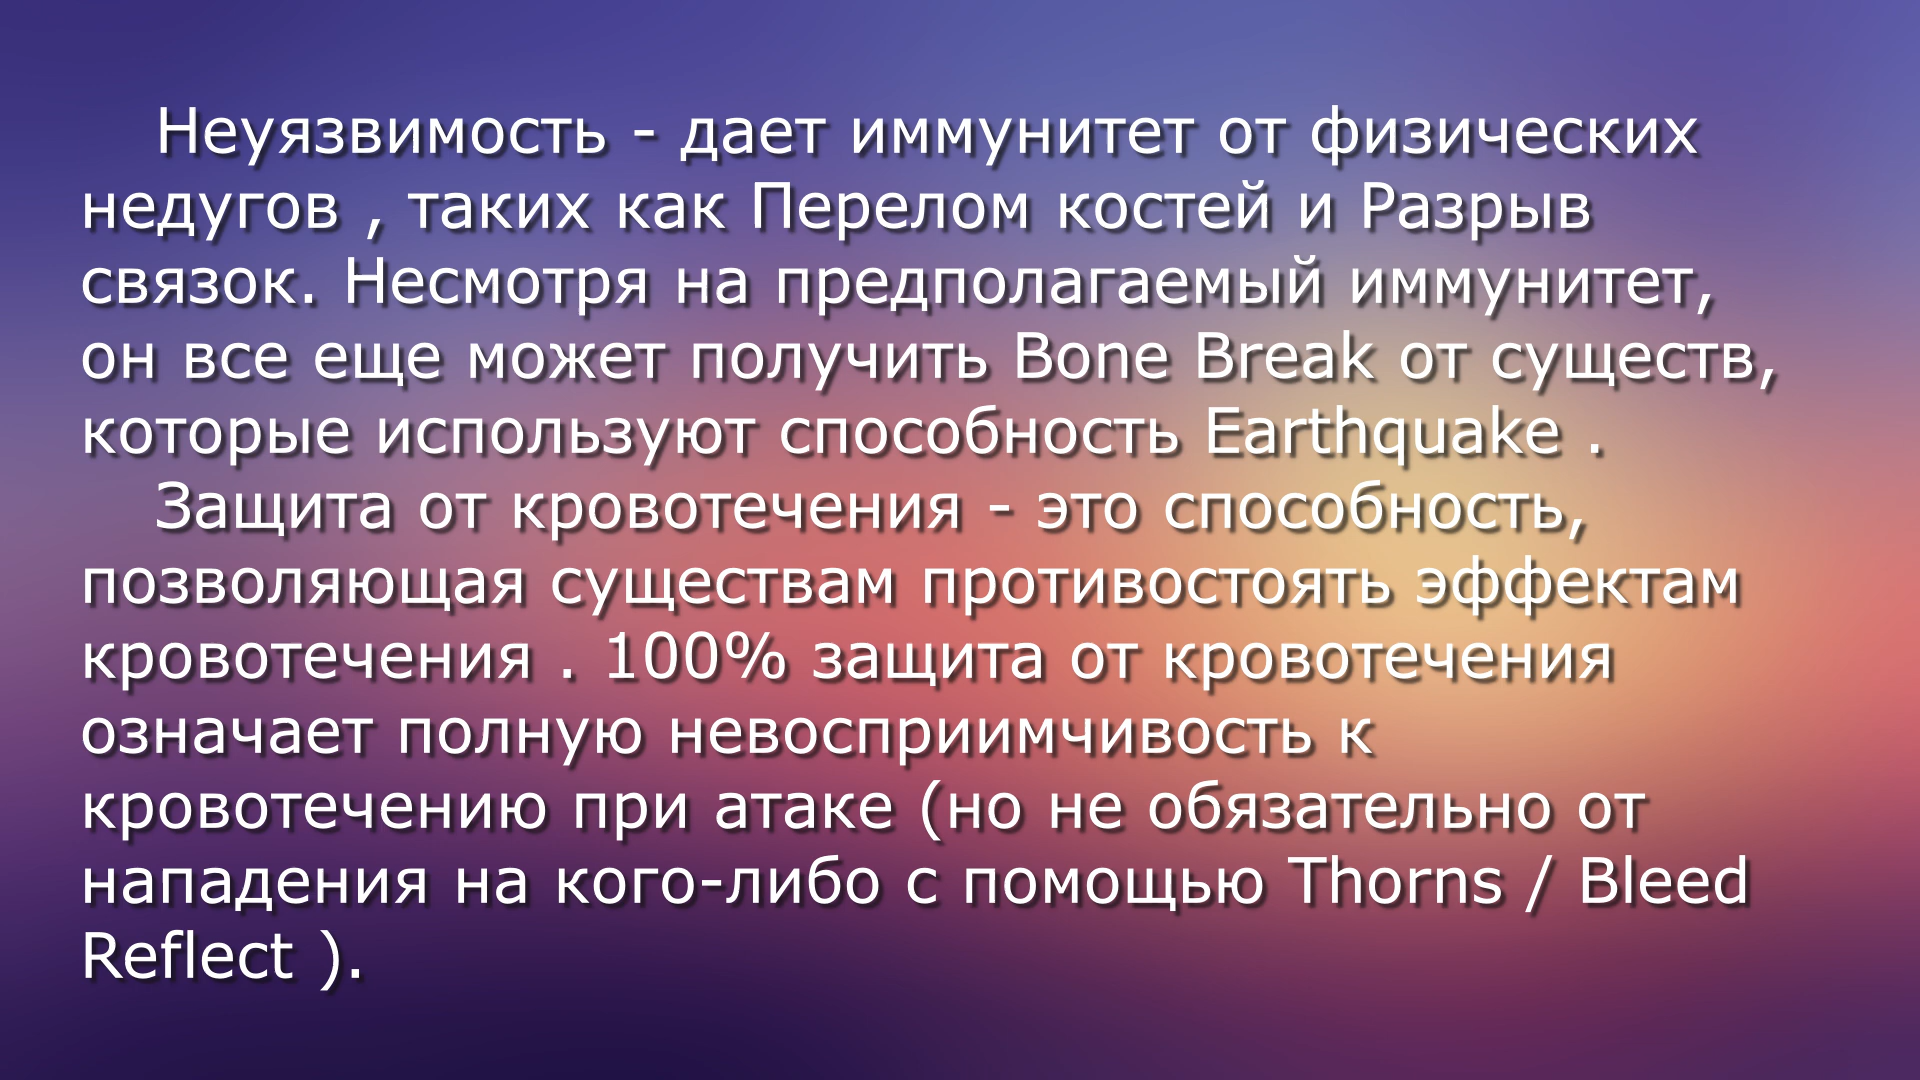 Неуязвимость - дает иммунитет от физических
недугов , таких как Перелом костей и Разрыв
связок. Несмотря на предполагаемый иммунитет,
он все еще может получить Bone Break от существ,
которые используют способность Earthquake .
Защита от кровотечения - это способность,
позволяющая существам противостоять эффектам
кровотечения . 100% защита от кровотечения
означает полную невосприимчивость к
кровотечению при атаке (но не обязательно от
нападения на кого-либо с помощью Thorns / Bleed
Reflect ).